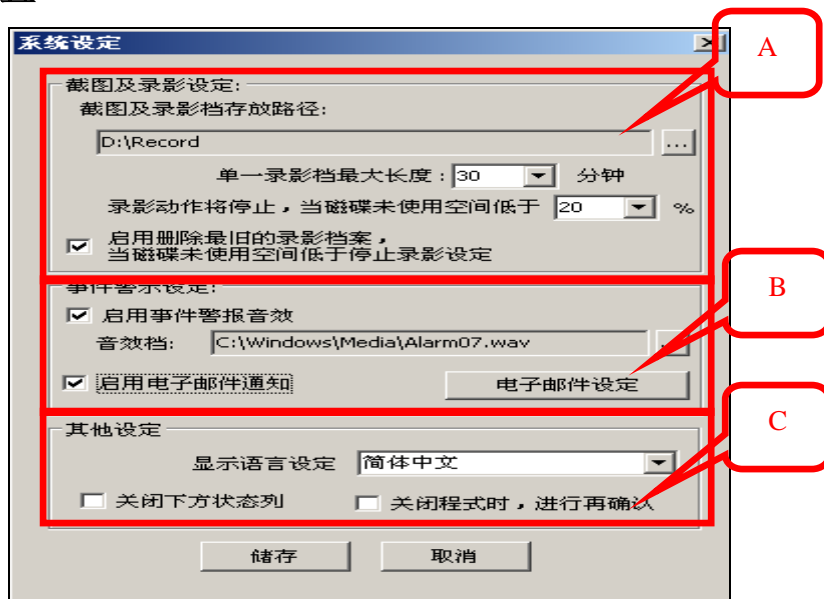 系统设定
A
截图及录影设定:
截图及录影档存放路径:
D:\Record
...
单一录影档最大长度:30 分钟
录影动作将停止，当磁碟未使用空间低于 20 %
启用删除最旧的录影档案，
当磁碟未使用空间低于停止录影设定
B
事件警示设定:
启用事件警报音效
音效档: C:\Windows\Media\Alarm07.wav
启用电子邮件通知 电子邮件设定
C
其他设定
显示语言设定 简体中文
关闭下方状态列 关闭程式时，进行再确认
储存 取消